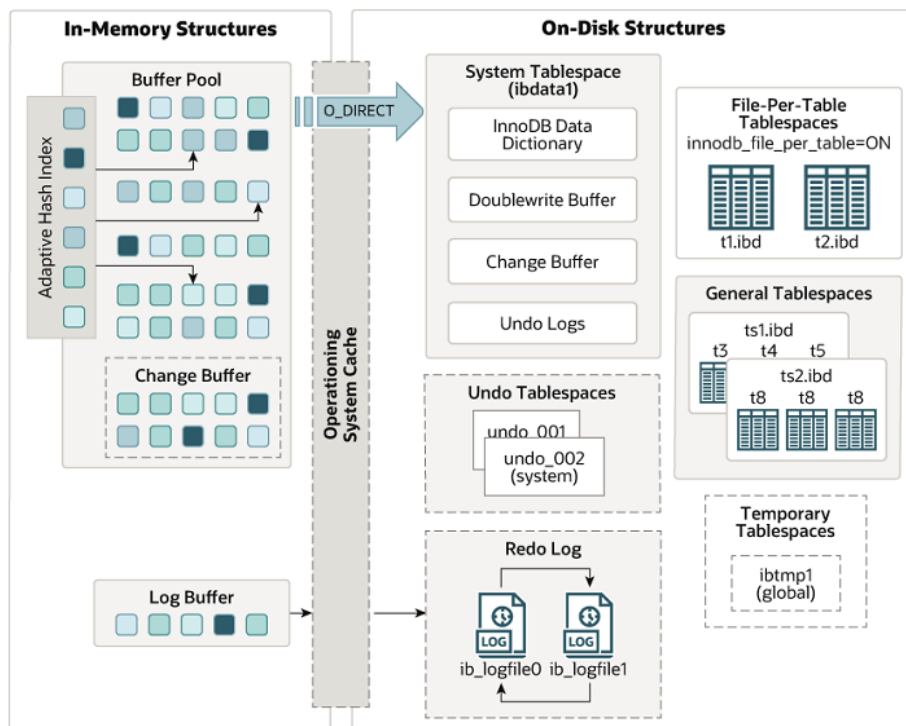 In-Memory Structures
Buffer Pool
Adaptive Hash Index
Change Buffer
Log Buffer
Operationing
System Cache
O_DIRECT
On-Disk Structures
System Tablespace
(ibdata1)
InnoDB Data
Dictionary
Doublewrite Buffer
Change Buffer
Undo Logs
Undo Tablespaces
undo_001
undo_002
(system)
Redo Log
LOG
LOG
ib_logfile0
ib_logfile1
File-Per-Table
Tablespaces
innodb_file_per_table=ON
t1.ibd
t2.ibd
General Tablespaces
ts1.ibd
t3 t4 t5
ts2.ibd
t8 t8 t8
Temporary
Tablespaces
ibtmp1
(global)